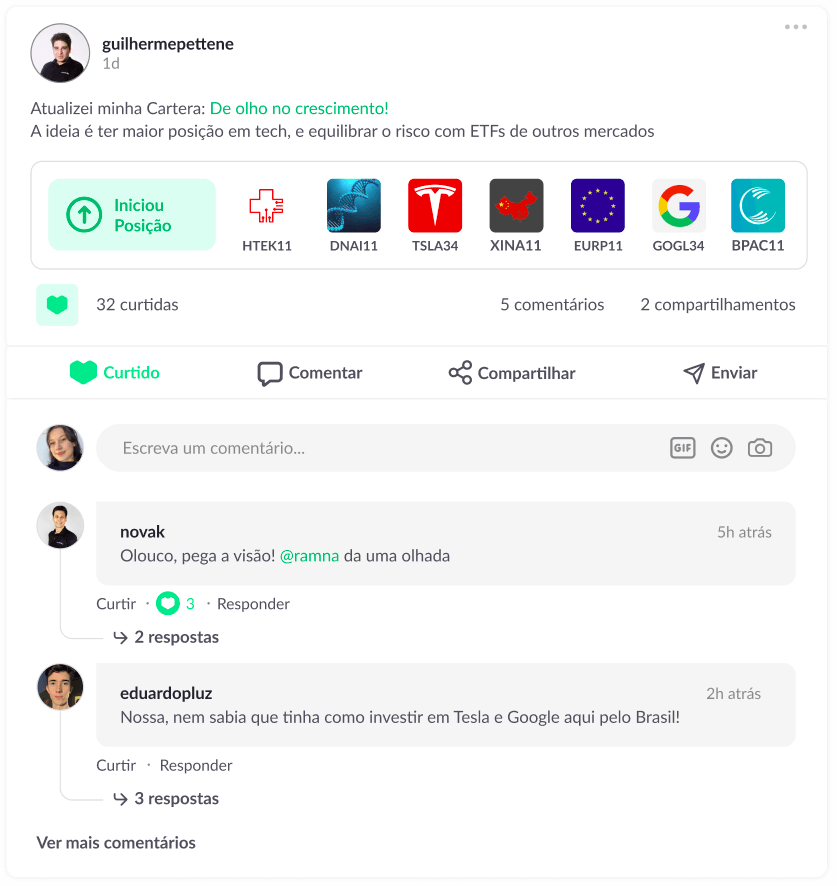 guilhermepettene
1d
Atualizei minha Cartera: De olho no crescimento!
A ideia é ter maior posição em tech, e equilibrar o risco com ETFs de outros mercados
Iniciou
Posição
HTEK11
DNAI11
TSLA34
XINA11
EURP11
GOGL34
BPAC11
32 curtidas
5 comentários
2 compartilhamentos
Curtido
Comentar
Compartilhar
Enviar
Escreva um comentário...
GIF
novak
5h atrás
Olouco, pega a visão! @ramna da uma olhada
Curtir · 3 · Responder
2 respostas
eduardopluz
2h atrás
Nossa, nem sabia que tinha como investir em Tesla e Google aqui pelo Brasil!
Curtir · Responder
3 respostas
Ver mais comentários